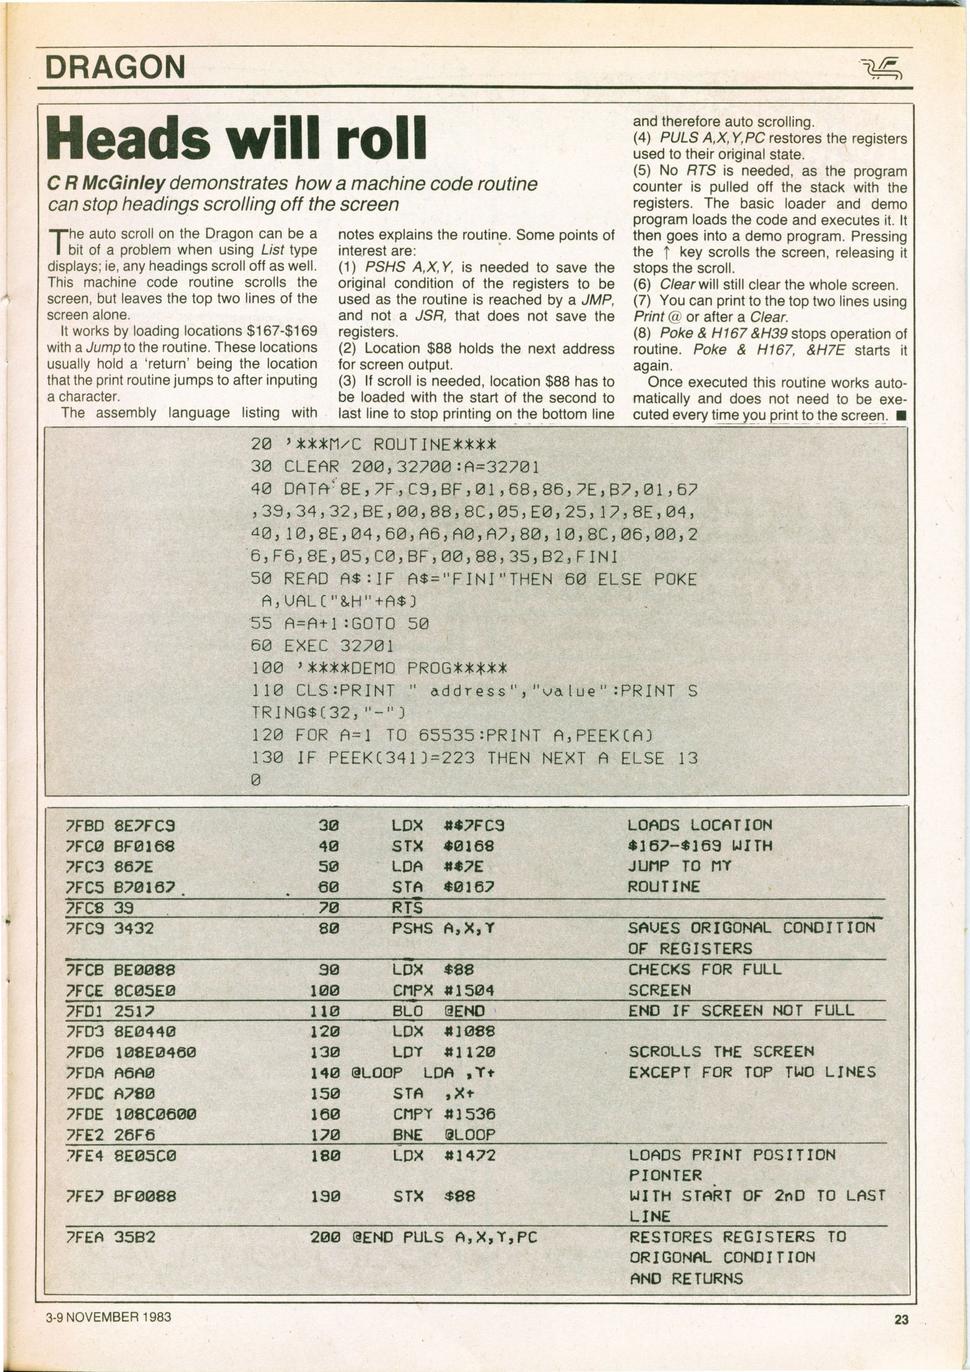 DRAGON
Heads will roll
C R McGinley demonstrates how a machine code routine
can stop headings scrolling off the screen
The auto scroll on the Dragon can be a
bit of a problem when using List type
displays; ie, any headings scroll off as well.
This machine code routine scrolls the
screen, but leaves the top two lines of the
screen alone.
It works by loading locations $167-$169
with a Jump to the routine. These locations
usually hold a 'return' being the location
that the print routine jumps to after inputing
a character.
The assembly language listing with
notes explains the routine. Some points of
interest are:
(1) PSHS A,X,Y, is needed to save the
original condition of the registers to be
used as the routine is reached by a JMP,
and not a JSR, that does not save the
registers.
(2) Location $88 holds the next address
for screen output.
(3) If scroll is needed, location $88 has to
be loaded with the start of the second to
last line to stop printing on the bottom line
and therefore auto scrolling.
(4) PULS A,X,Y,PC restores the registers
used to their original state.
(5) No RTS is needed, as the program
counter is pulled off the stack with the
registers. The basic loader and demo
program loads the code and executes it. It
then goes into a demo program. Pressing
the ↑ key scrolls the screen, releasing it
stops the scroll.
(6) Clear will still clear the whole screen.
(7) You can print to the top two lines using
Print @ or after a Clear.
(8) Poke & H167 &H39 stops operation of
routine. Poke & H167, &H7E starts it
again.
Once executed this routine works auto-
matically and does not need to be exe-
cuted every time you print to the screen. ■
20 '***M/C ROUTINE****
30 CLEAR 200,32700:A=32701
40 DATA 8E,7F,C9,BF,01,68,86,7E,B7,01,67
,39,34,32,BE,00,88,8C,05,E0,25,17,8E,04,
40,10,8E,04,60,A6,A0,A7,80,10,8C,06,00,2
6,F6,8E,05,C0,BF,00,88,35,B2,FINI
50 READ A$:IF A$="FINI"THEN 60 ELSE POKE
A,VAL("&H"+A$)
55 A=A+1:GOTO 50
60 EXEC 32701
100 '****DEMO PROG*****
110 CLS:PRINT " address","value":PRINT S
TRING$(32,"-")
120 FOR A=1 TO 65535:PRINT A,PEEK(A)
130 IF PEEK(341)=223 THEN NEXT A ELSE 13
0
7FBD 8E7FC9 30 LDX #$7FC9 LOADS LOCATION
7FC0 BF0168 40 STX $0168 $167-$169 WITH
7FC3 867E 50 LDA #$7E JUMP TO MY
7FC5 B70167 60 STA $0167 ROUTINE
7FC8 39 70 RTS
7FC9 3432 80 PSHS A,X,Y SAVES ORIGONAL CONDITION
OF REGISTERS
7FCB BE0088 90 LDX $88 CHECKS FOR FULL
7FCE 8C05E0 100 CMPX #1504 SCREEN
7FD1 2517 110 BLO @END END IF SCREEN NOT FULL
7FD3 8E0440 120 LDX #1088
7FD6 108E0460 130 LDY #1120 SCROLLS THE SCREEN
7FDA A6A0 140 @LOOP LDA ,Y+ EXCEPT FOR TOP TWO LINES
7FDC A780 150 STA ,X+
7FDE 108C0600 160 CMPY #1536
7FE2 26F6 170 BNE @LOOP
7FE4 8E05C0 180 LDX #1472 LOADS PRINT POSITION
PIONTER
7FE7 BF0088 190 STX $88 WITH START OF 2nD TO LAST
LINE
7FEA 35B2 200 @END PULS A,X,Y,PC RESTORES REGISTERS TO
ORIGONAL CONDITION
AND RETURNS
3-9 NOVEMBER 1983
23